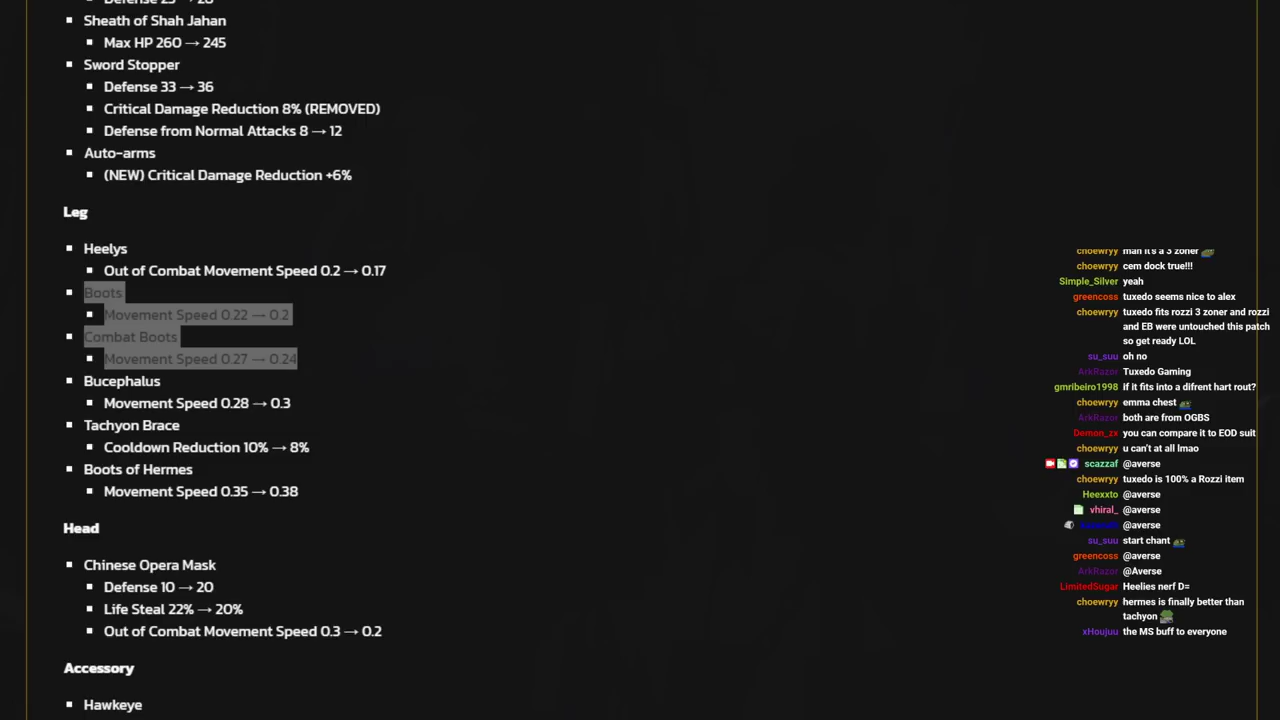 Sheath of Shah Jahan
Max HP 260 → 245
Sword Stopper
Defense 33 → 36
Critical Damage Reduction 8% (REMOVED)
Defense from Normal Attacks 8 → 12
Auto-arms
(NEW) Critical Damage Reduction +6%
Leg
Heelys
Out of Combat Movement Speed 0.2 → 0.17
Boots
Movement Speed 0.22 → 0.2
Combat Boots
Movement Speed 0.27 → 0.24
Bucephalus
Movement Speed 0.28 → 0.3
Tachyon Brace
Cooldown Reduction 10% → 8%
Boots of Hermes
Movement Speed 0.35 → 0.38
Head
Chinese Opera Mask
Defense 10 → 20
Life Steal 22% → 20%
Out of Combat Movement Speed 0.3 → 0.2
Accessory
Hawkeye
choewryy man it's a 3 zoner
choewryy cem dock true!!!
Simple_Silver yeah
greencoss tuxedo seems nice to alex
choewryy tuxedo fits rozzi 3 zoner and rozzi
and EB were untouched this patch
so get ready LOL
su_suu oh no
ArkRazor Tuxedo Gaming
gmribeiro1998 if it fits into a difrent hart rout?
choewryy emma chest
ArkRazor both are from OGBS
Demon_zx you can compare it to EOD suit
choewryy u can't at all lmao
scazzaf @averse
choewryy tuxedo is 100% a Rozzi item
Heexxto @averse
vhiral_ @averse
@averse
su_suu start chant
greencoss @averse
ArkRazor @Averse
LimitedSugar Heelies nerf D=
choewryy hermes is finally better than
tachyon
xHoujuu the MS buff to everyone